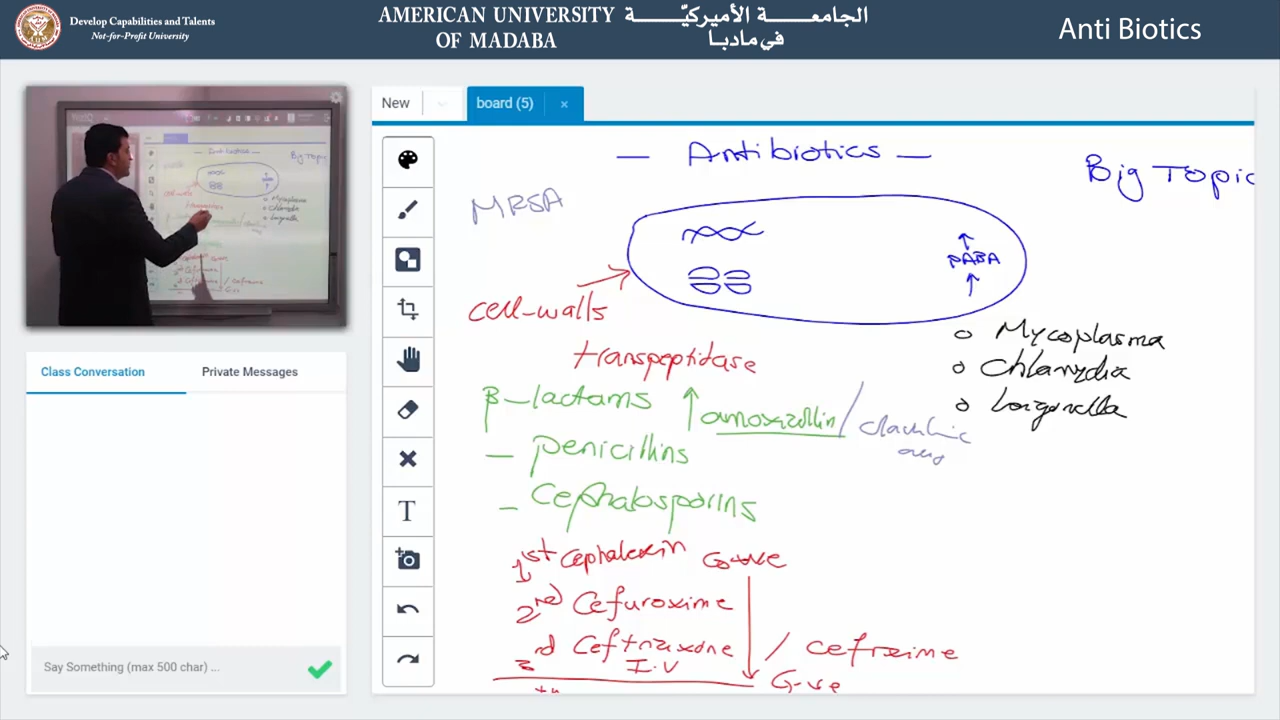 Develop Capabilities and Talents
Not-for-Profit University
AMERICAN UNIVERSITY
OF MADABA
الجامعة الأميركية
في مادبا
Anti Biotics
New
board (5)
— Antibiotics —
Big Topic
MRSA
PABA
cell-walls
Mycoplasma
transpeptidase
Chlamydia
β-lactams
amoxicillin /
- penicillins
- Cephalosporins
1st Cephalexin G+ve
2nd Cefuroxime
3rd Ceftriaxone / cefixime
I.V
G-ve
T
Class Conversation
Private Messages
Say Something (max 500 char) ...